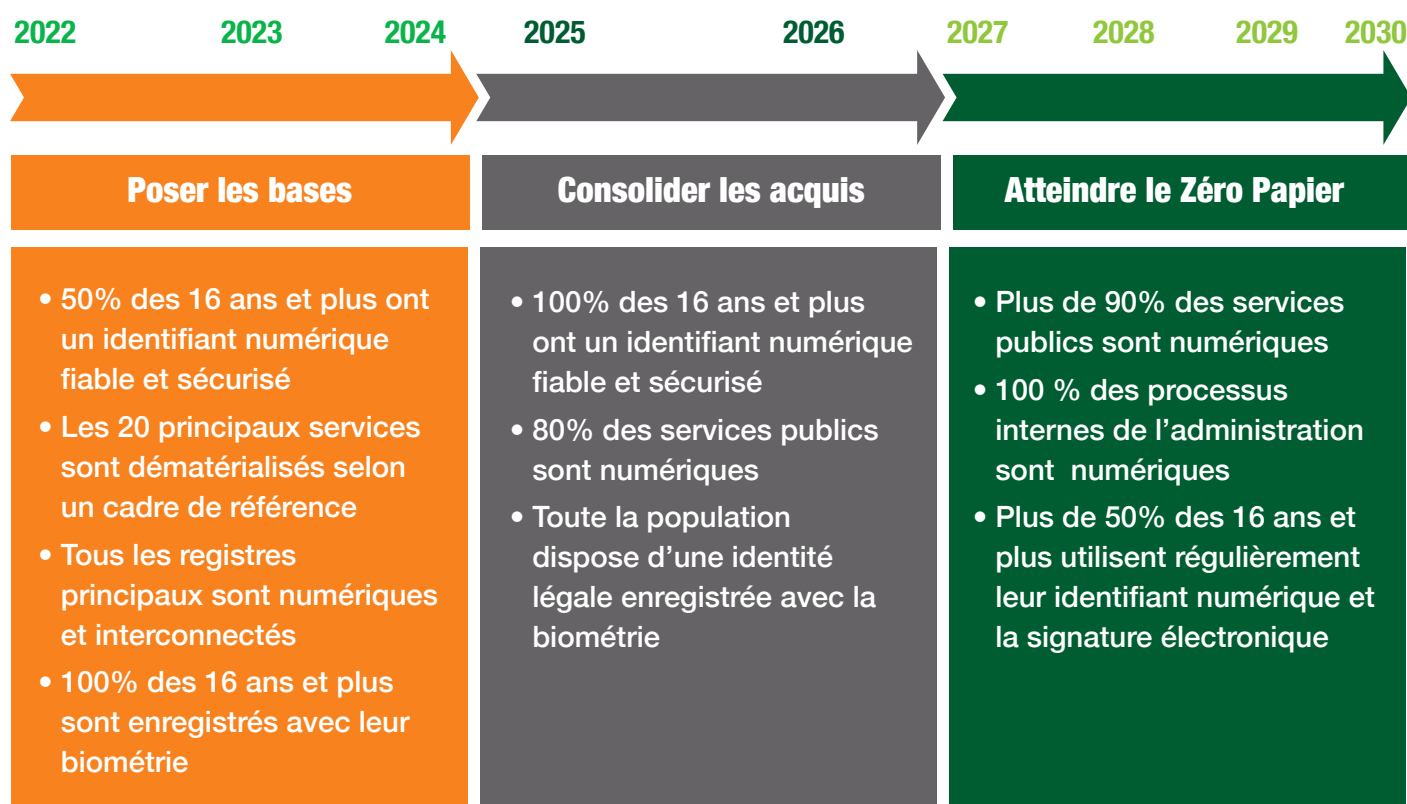 2022 2023 2024 2025 2026 2027 2028 2029 2030
Poser les bases
• 50% des 16 ans et plus ont
un identifiant numérique
fiable et sécurisé
• Les 20 principaux services
sont dématérialisés selon
un cadre de référence
• Tous les registres
principaux sont numériques
et interconnectés
• 100% des 16 ans et plus
sont enregistrés avec leur
biométrie
Consolider les acquis
• 100% des 16 ans et plus
ont un identifiant numérique
fiable et sécurisé
• 80% des services publics
sont numériques
• Toute la population
dispose d’une identité
légale enregistrée avec la
biométrie
Atteindre le Zéro Papier
• Plus de 90% des services
publics sont numériques
• 100 % des processus
internes de l’administration
sont numériques
• Plus de 50% des 16 ans et
plus utilisent régulièrement
leur identifiant numérique et
la signature électronique